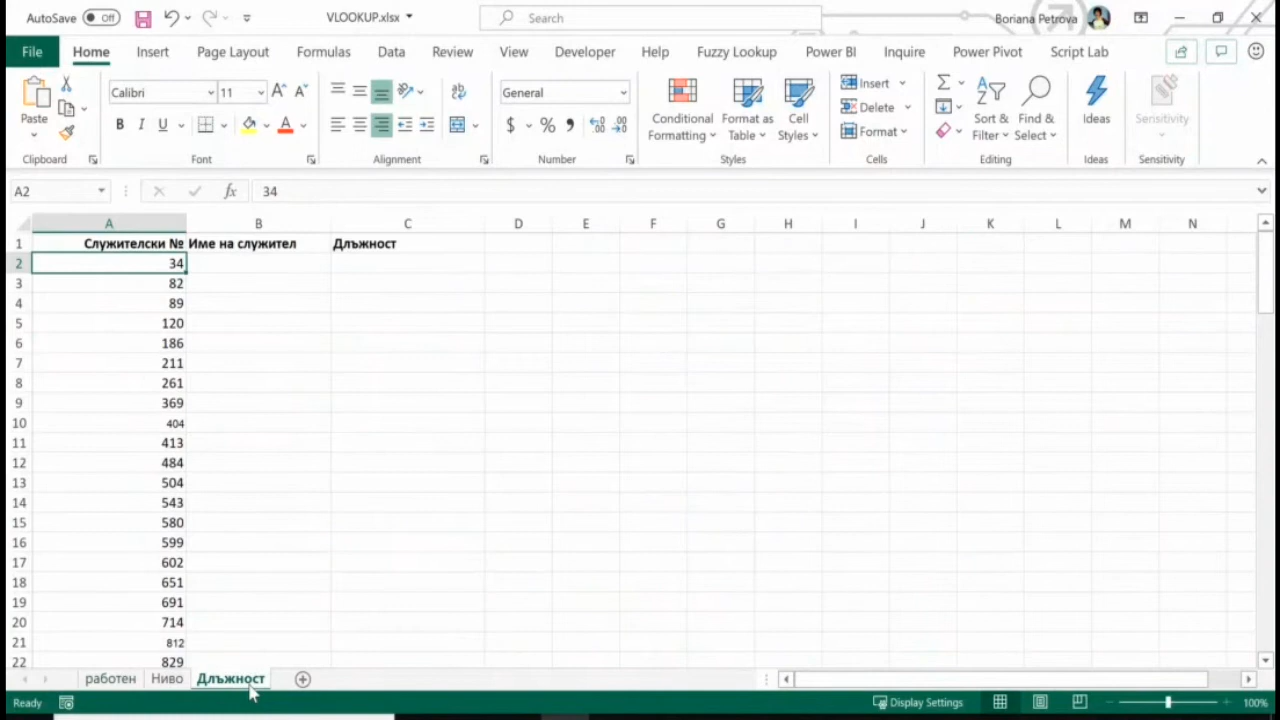 AutoSave Off VLOOKUP.xlsx Search Boriana Petrova
File Home Insert Page Layout Formulas Data Review View Developer Help Fuzzy Lookup Power BI Inquire Power Pivot Script Lab
Paste Calibri 11 General Conditional Formatting Format as Table Cell Styles Insert Delete Format Sort & Filter Find & Select Ideas Sensitivity
Clipboard Font Alignment Number Styles Cells Editing Ideas Sensitivity
A2 fx 34
A B C D E F G H I J K L M N
1 Служителски № Име на служител Длъжност
2 34
3 82
4 89
5 120
6 186
7 211
8 261
9 369
10 404
11 413
12 484
13 504
14 543
15 580
16 599
17 602
18 651
19 691
20 714
21 812
22 829
работен Ниво Длъжност
Ready Display Settings 100%